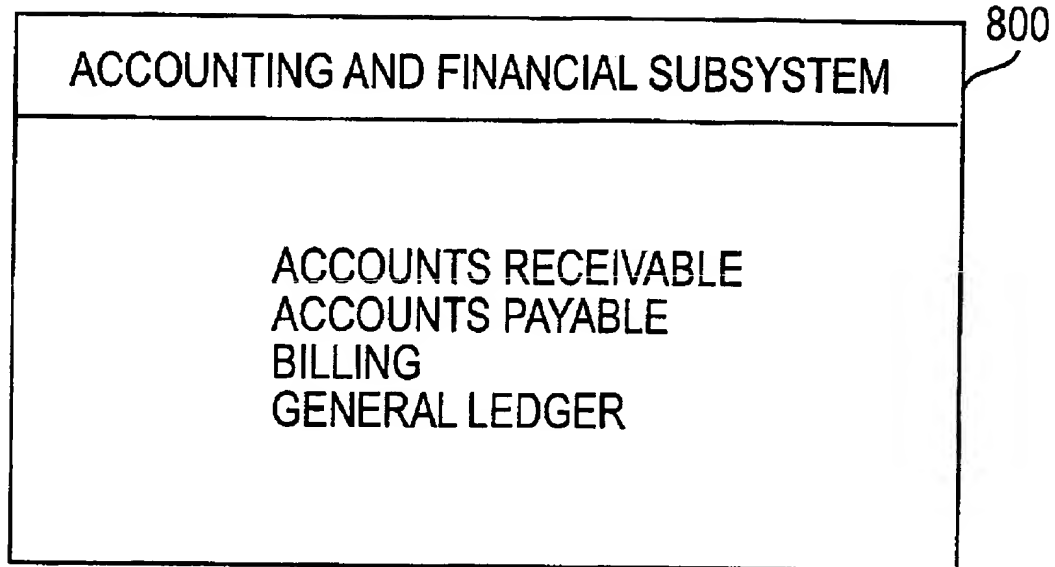 800
ACCOUNTING AND FINANCIAL SUBSYSTEM
ACCOUNTS RECEIVABLE
ACCOUNTS PAYABLE
BILLING
GENERAL LEDGER